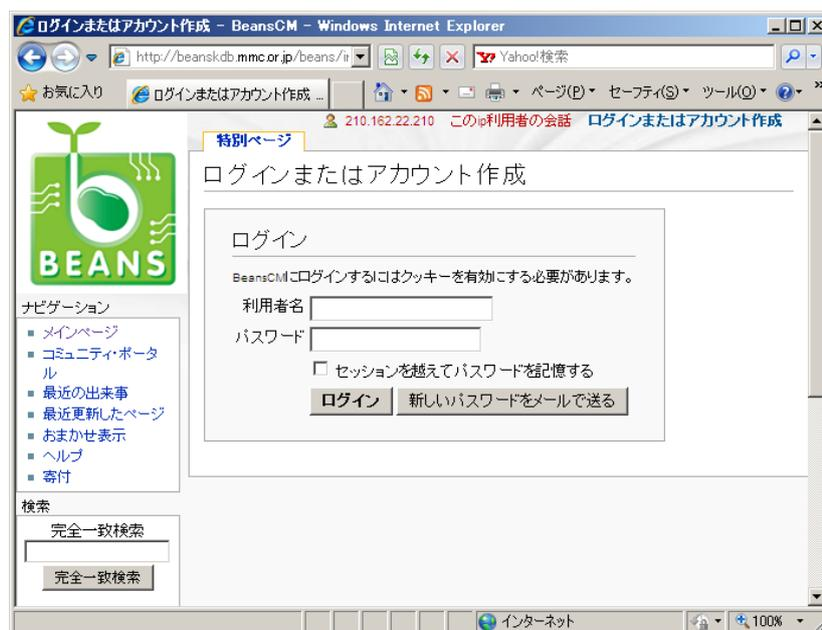 ログインまたはアカウント作成 - BeansCM - Windows Internet Explorer
http://beanskdb.mmc.or.jp/beans/ir
Yahoo!検索
お気に入り
ログインまたはアカウント作成 ...
ページ(P)
セーフティ(S)
ツール(O)
210.162.22.210 このip利用者の会話 ログインまたはアカウント作成
特別ページ
ログインまたはアカウント作成
BEANS
ログイン
BeansCMにログインするにはクッキーを有効にする必要があります。
利用者名
パスワード
セッションを越えてパスワードを記憶する
ログイン
新しいパスワードをメールで送る
ナビゲーション
メインページ
コミュニティ・ポータ
ル
最近の出来事
最近更新したページ
おまかせ表示
ヘルプ
寄付
検索
完全一致検索
完全一致検索
インターネット
100%